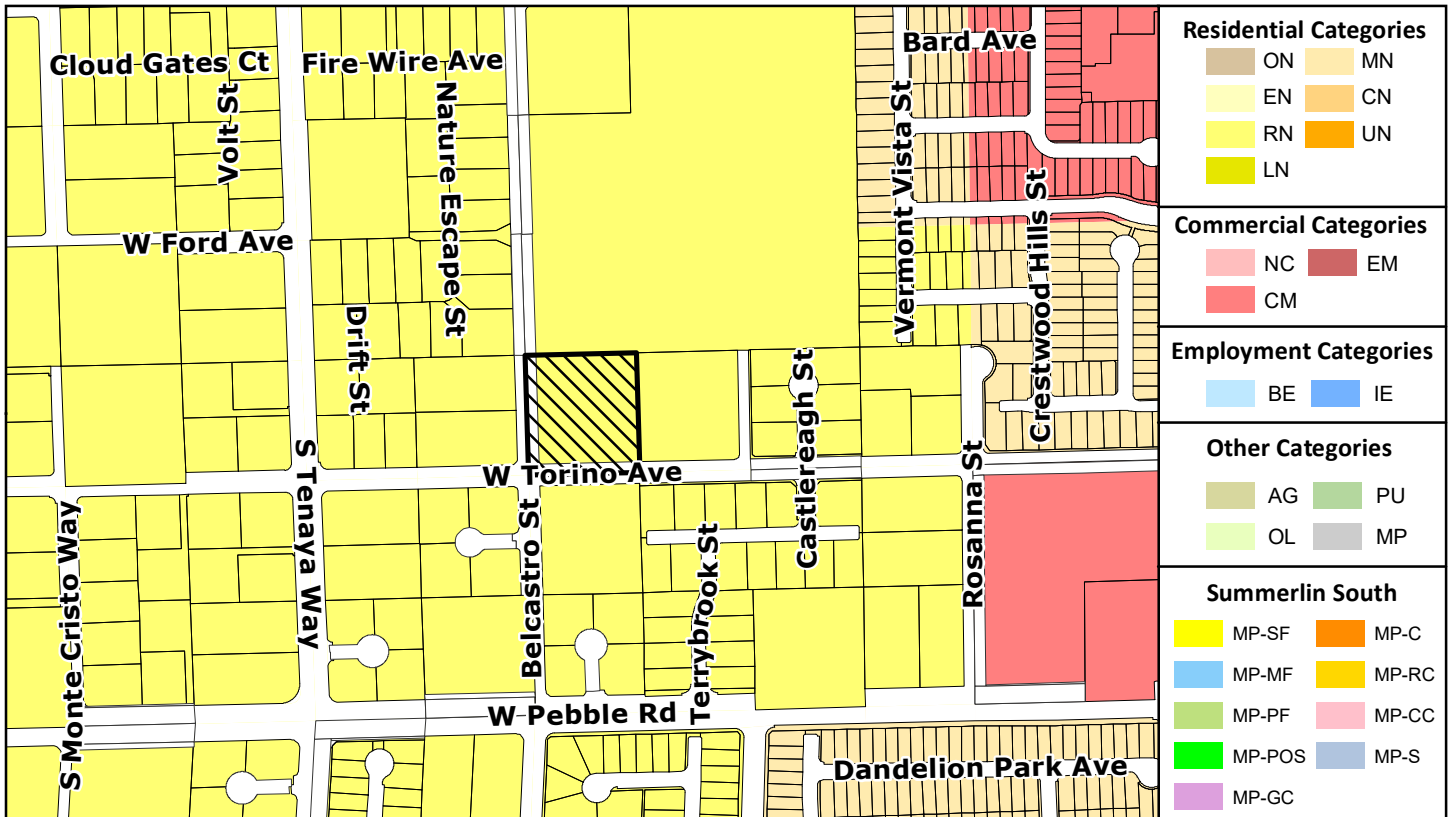 Cloud Gates Ct
Fire Wire Ave
Bard Ave
Volt St
Nature Escape St
Vermont Vista St
W Ford Ave
Crestwood Hills St
Drift St
Castlereagh St
W Torino Ave
S Tenaya Way
Rosanna St
S Monte Cristo Way
Belcastro St
Terrybrook St
W Pebble Rd
Dandelion Park Ave
Residential Categories
ON MN
EN CN
RN UN
LN
Commercial Categories
NC EM
CM
Employment Categories
BE IE
Other Categories
AG PU
OL MP
Summerlin South
MP-SF MP-C
MP-MF MP-RC
MP-PF MP-CC
MP-POS MP-S
MP-GC